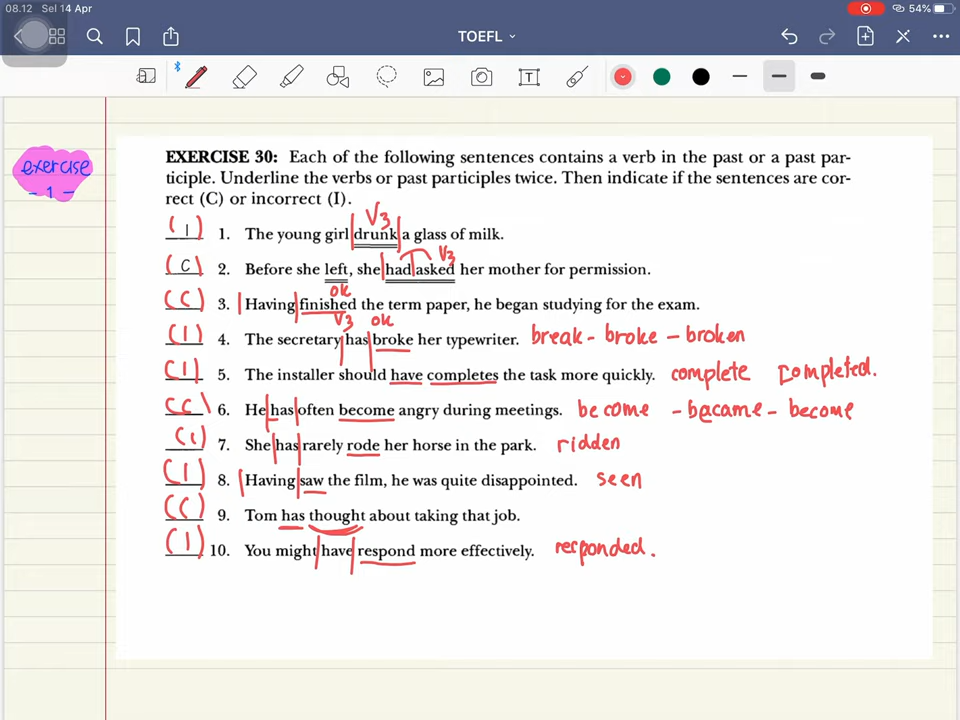 08.12 Sel 14 Apr
54%
TOEFL
T
exercise
- 1 -
EXERCISE 30: Each of the following sentences contains a verb in the past or a past par-
ticiple. Underline the verbs or past participles twice. Then indicate if the sentences are cor-
rect (C) or incorrect (I).
V3
(I) 1. The young girl drunk a glass of milk.
V3
(C) 2. Before she left, she had asked her mother for permission.
ok
(C) 3. Having finished the term paper, he began studying for the exam.
V3 ok
(I) 4. The secretary has broke her typewriter. break - broke - broken
(I) 5. The installer should have completes the task more quickly. complete completed.
(C) 6. He has often become angry during meetings. become - became - become
(I) 7. She has rarely rode her horse in the park. ridden
(I) 8. Having saw the film, he was quite disappointed. seen
(C) 9. Tom has thought about taking that job.
(I) 10. You might have respond more effectively. responded.